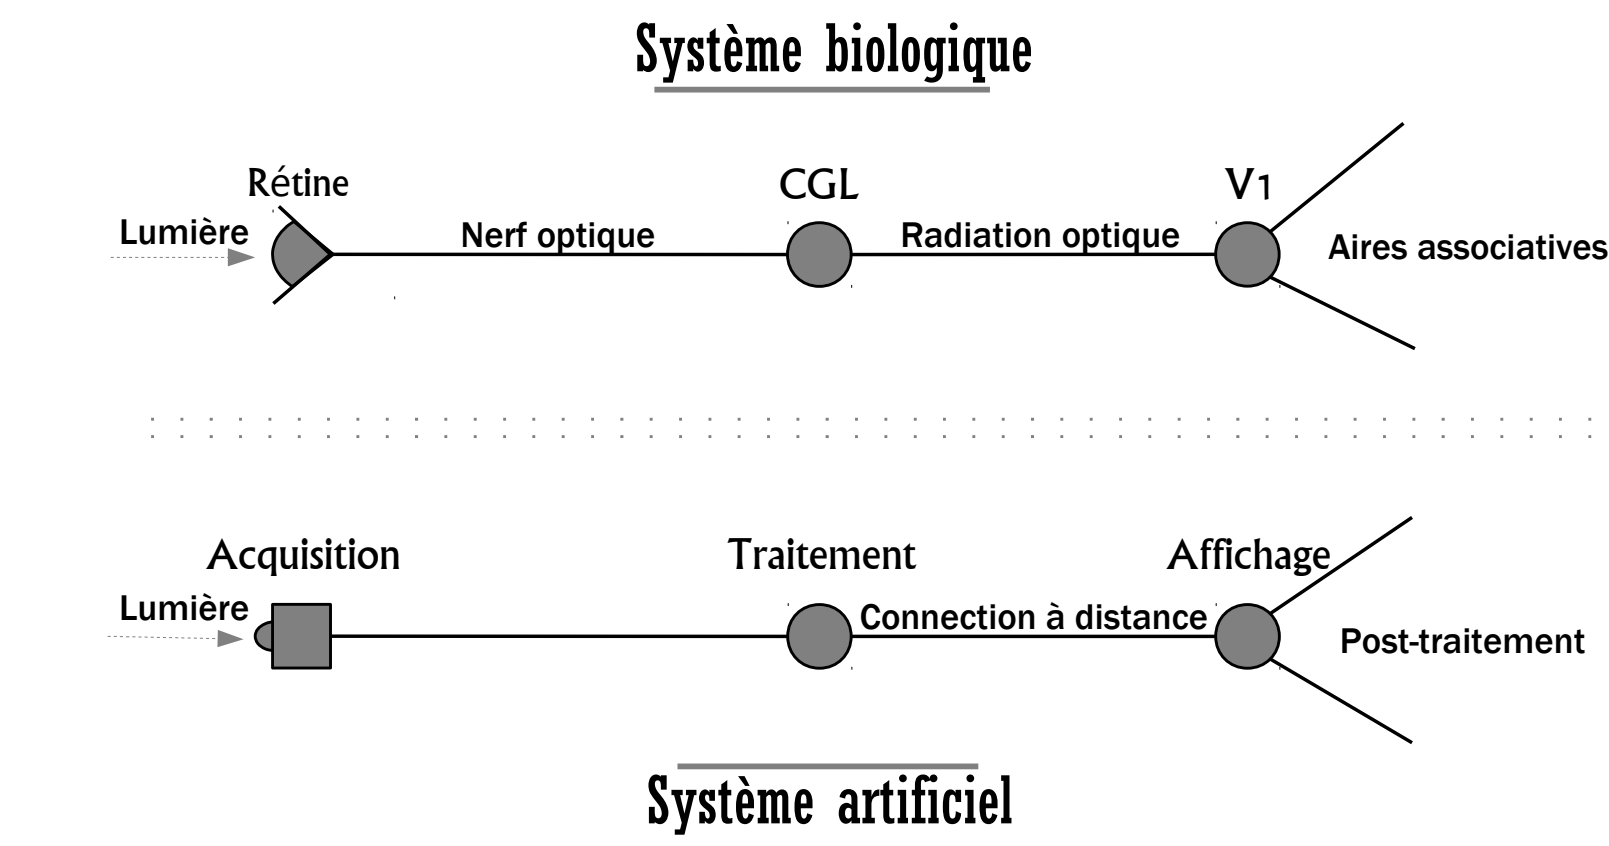 Système biologique
Rétine
CGL
V1
Lumière
Nerf optique
Radiation optique
Aires associatives
Acquisition
Traitement
Affichage
Lumière
Connection à distance
Post-traitement
Système artificiel